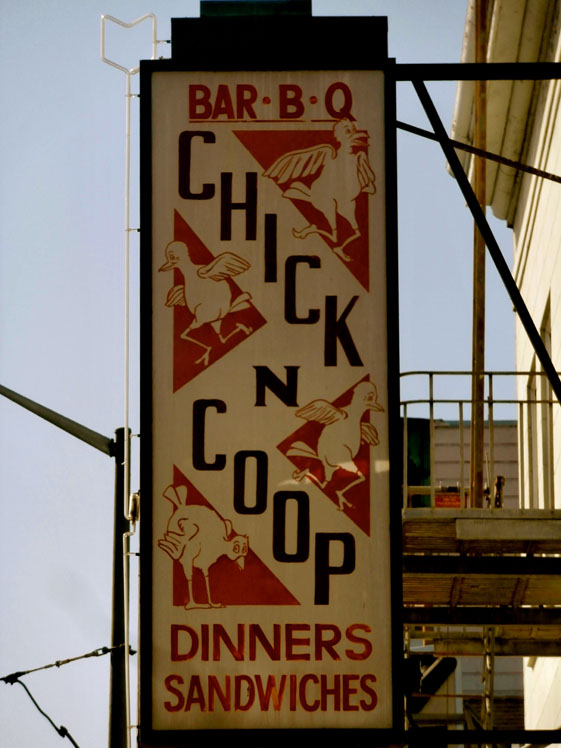 BAR·B·Q
CHICK
N
COOP
DINNERS
SANDWICHES